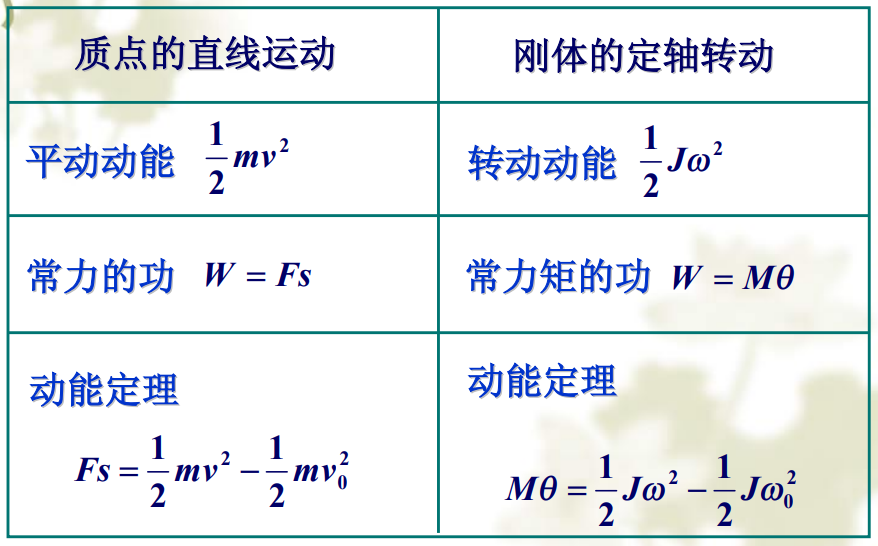 质点的直线运动
刚体的定轴转动
平动动能 1/2 mv²
转动动能 1/2 Jω²
常力的功 W = Fs
常力矩的功 W = Mθ
动能定理
Fs = 1/2 mv² − 1/2 mv₀²
动能定理
Mθ = 1/2 Jω² − 1/2 Jω₀²